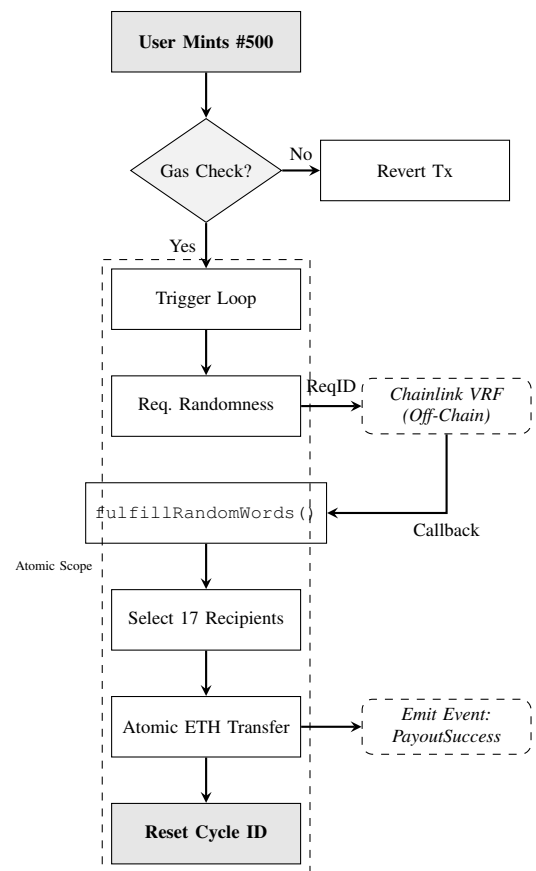 User Mints #500
Gas Check?
No
Revert Tx
Yes
Trigger Loop
Req. Randomness
ReqID
Chainlink VRF
(Off-Chain)
fulfillRandomWords()
Callback
Atomic Scope
Select 17 Recipients
Atomic ETH Transfer
Emit Event:
PayoutSuccess
Reset Cycle ID